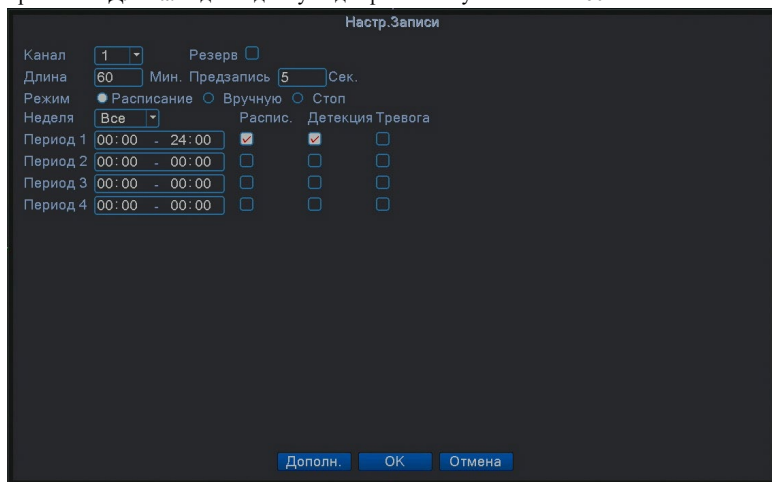 Настр.Записи
Канал 1 Резерв
Длина 60 Мин. Предзапись 5 Сек.
Режим Расписание Вручную Стоп
Неделя Все Распис. Детекция Тревога
Период 1 00:00 - 24:00
Период 2 00:00 - 00:00
Период 3 00:00 - 00:00
Период 4 00:00 - 00:00
Дополн. OK Отмена